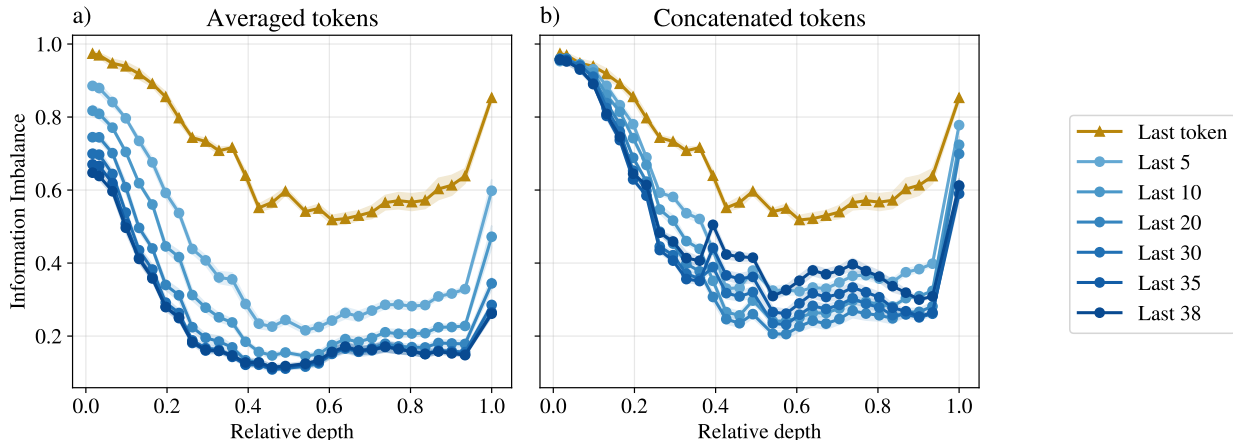 a) Averaged tokens
b) Concatenated tokens
Information Imbalance
1.0
0.8
0.6
0.4
0.2
0.0 0.2 0.4 0.6 0.8 1.0
0.0 0.2 0.4 0.6 0.8 1.0
Relative depth
Relative depth
Last token
Last 5
Last 10
Last 20
Last 30
Last 35
Last 38